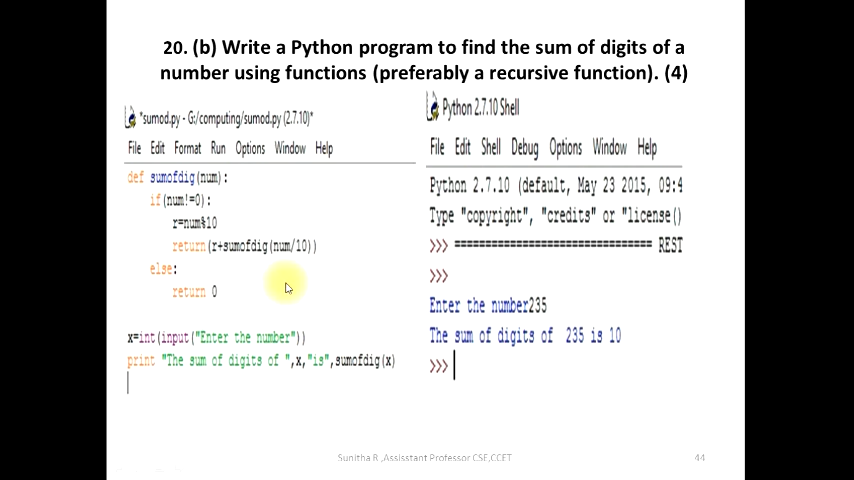 20. (b) Write a Python program to find the sum of digits of a
number using functions (preferably a recursive function). (4)
*sumod.py - G:/computing/sumod.py (2.7.10)*
File Edit Format Run Options Window Help
def sumofdig(num):
if(num!=0):
r=num%10
return(r+sumofdig(num/10))
else:
return 0
x=int(input("Enter the number"))
print "The sum of digits of ",x,"is",sumofdig(x)
Python 2.7.10 Shell
File Edit Shell Debug Options Window Help
Python 2.7.10 (default, May 23 2015, 09:4
Type "copyright", "credits" or "license()
>>> ================================ REST
>>>
Enter the number235
The sum of digits of  235 is 10
>>>
Sunitha R ,Assisstant Professor CSE,CCET
44